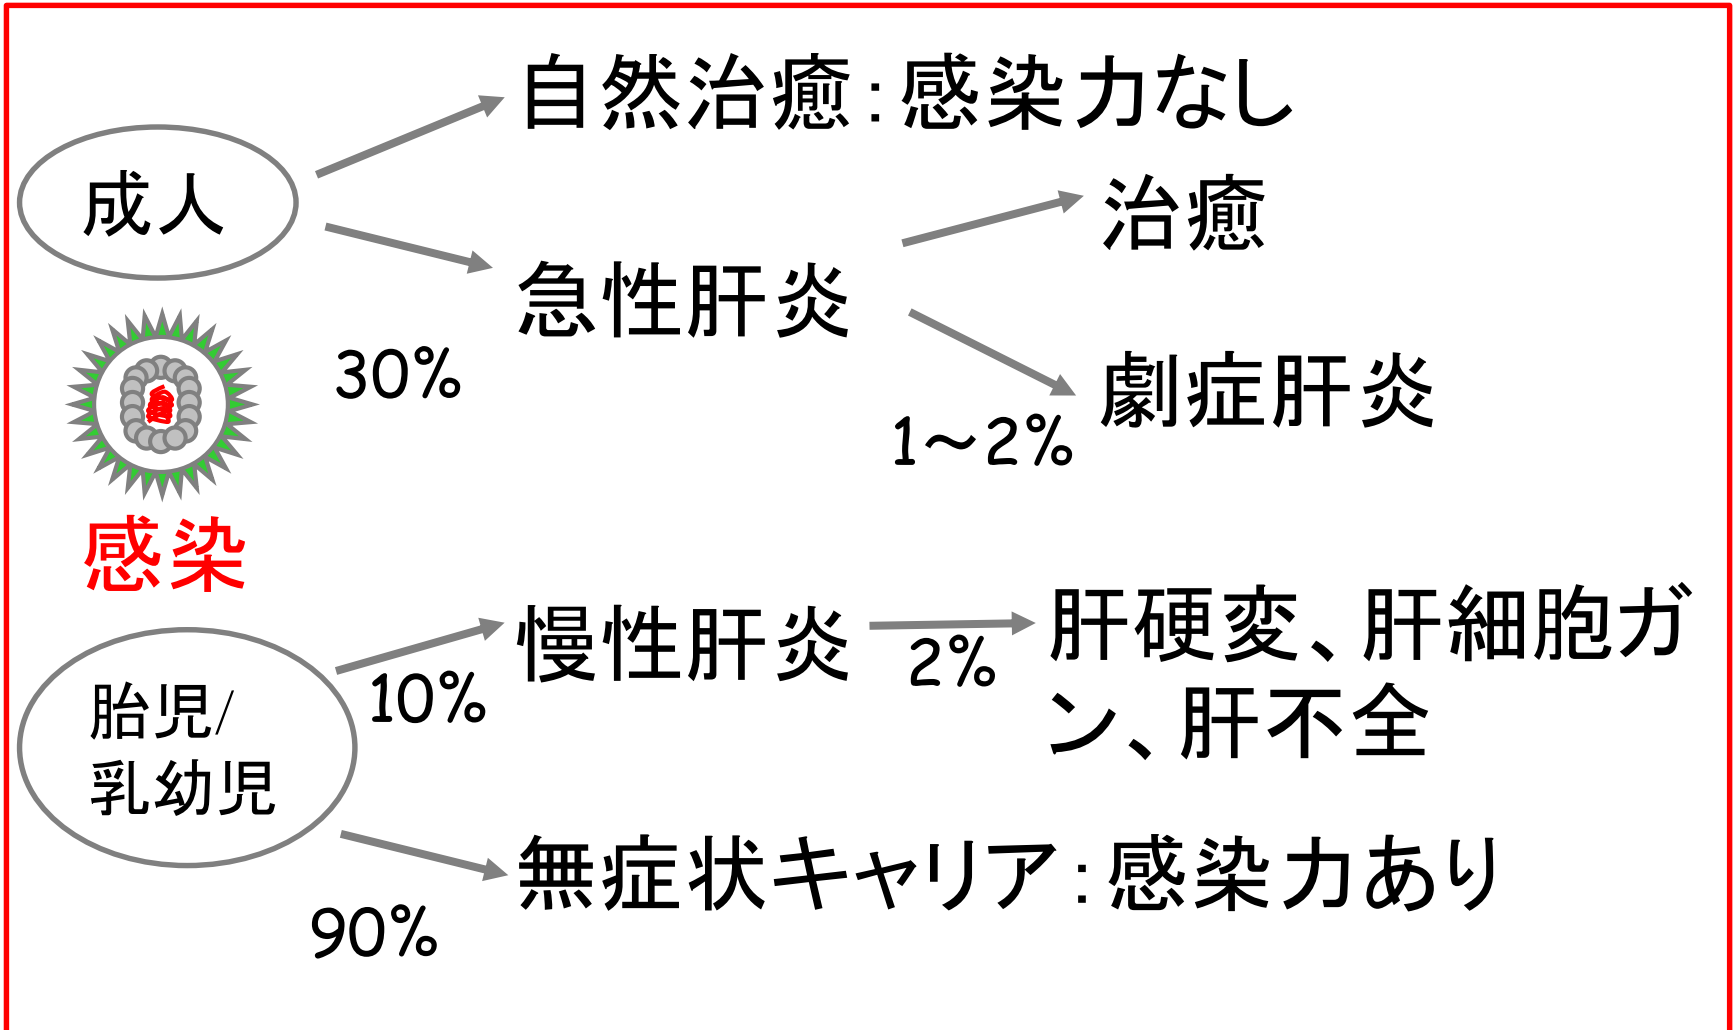 自然治癒:感染力なし
成人
治癒
急性肝炎
30%
劇症肝炎
1～2%
感染
慢性肝炎
10%
2%
肝硬変、肝細胞ガ
ン、肝不全
胎児/
乳幼児
無症状キャリア:感染力あり
90%